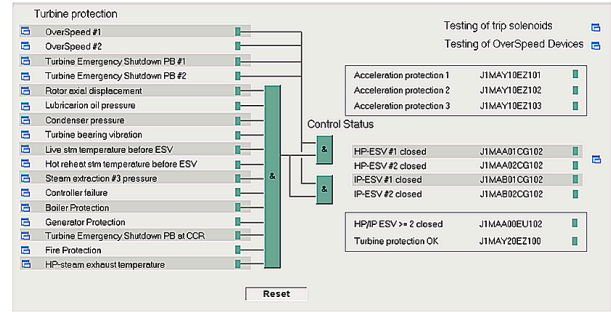 Turbine protection
OverSpeed #1
OverSpeed #2
Turbine Emergency Shutdown PB #1
Turbine Emergency Shutdown PB #2
Rotor axial displacement
Lubricarion oil pressure
Condenser pressure
Turbine bearing vibration
Live stm temperature before ESV
Hot reheat stm temperature before ESV
Steam extraction #3 pressure
Controller failure
Boiler Protection
Generator Protection
Turbine Emergency Shutdown PB at CCR
Fire Protection
HP-steam exhaust temperature
&
&
&
Testing of trip solenoids
Testing of OverSpeed Devices
Acceleration protection 1 J1MAY10EZ101
Acceleration protection 2 J1MAY10EZ102
Acceleration protection 3 J1MAY10EZ103
Control Status
HP-ESV #1 closed J1MAA01CG102
HP-ESV #2 closed J1MAA02CG102
IP-ESV #1 closed J1MAB01CG102
IP-ESV #2 closed J1MAB02CG102
HP/IP ESV >= 2 closed J1MAA00EU102
Turbine protection OK J1MAY20EZ100
Reset